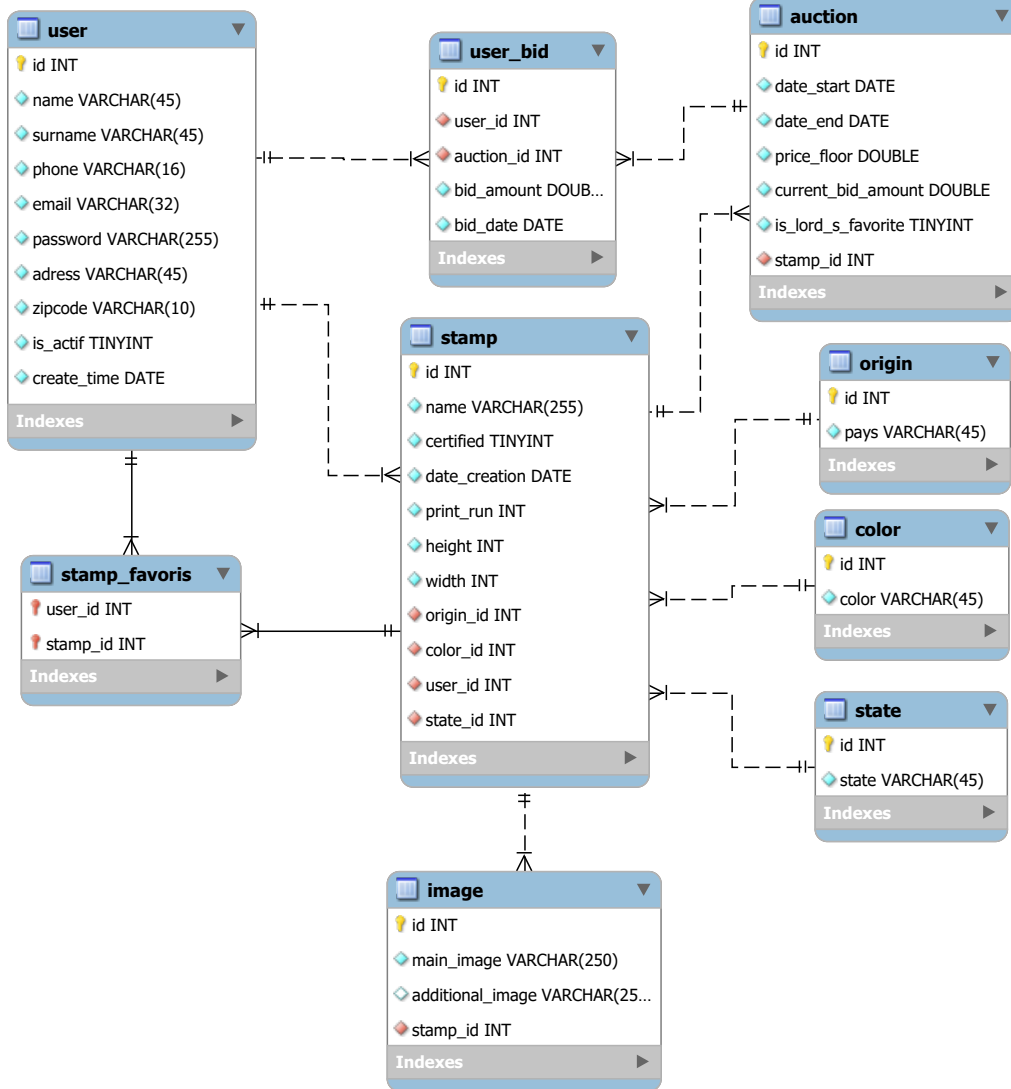 user
id INT
name VARCHAR(45)
surname VARCHAR(45)
phone VARCHAR(16)
email VARCHAR(32)
password VARCHAR(255)
adress VARCHAR(45)
zipcode VARCHAR(10)
is_actif TINYINT
create_time DATE
Indexes
user_bid
id INT
user_id INT
auction_id INT
bid_amount DOUB...
bid_date DATE
Indexes
auction
id INT
date_start DATE
date_end DATE
price_floor DOUBLE
current_bid_amount DOUBLE
is_lord_s_favorite TINYINT
stamp_id INT
Indexes
stamp
id INT
name VARCHAR(255)
certified TINYINT
date_creation DATE
print_run INT
height INT
width INT
origin_id INT
color_id INT
user_id INT
state_id INT
Indexes
origin
id INT
pays VARCHAR(45)
Indexes
color
id INT
color VARCHAR(45)
Indexes
stamp_favoris
user_id INT
stamp_id INT
Indexes
state
id INT
state VARCHAR(45)
Indexes
image
id INT
main_image VARCHAR(250)
additional_image VARCHAR(25...
stamp_id INT
Indexes